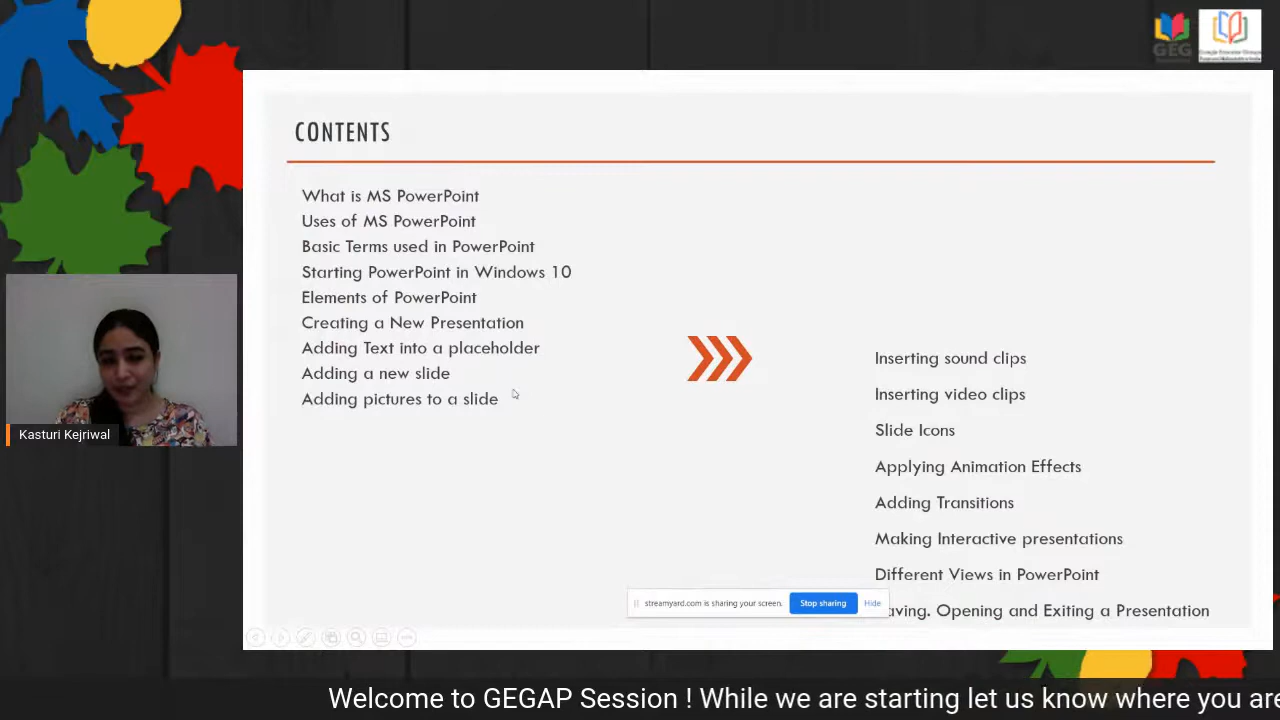 GEG
CONTENTS
What is MS PowerPoint
Uses of MS PowerPoint
Basic Terms used in PowerPoint
Starting PowerPoint in Windows 10
Elements of PowerPoint
Creating a New Presentation
Adding Text into a placeholder
Adding a new slide
Adding pictures to a slide
Inserting sound clips
Inserting video clips
Slide Icons
Applying Animation Effects
Adding Transitions
Making Interactive presentations
Different Views in PowerPoint
aving. Opening and Exiting a Presentation
streamyard.com is sharing your screen.
Stop sharing
Hide
Kasturi Kejriwal
Welcome to GEGAP Session ! While we are starting let us know where you are